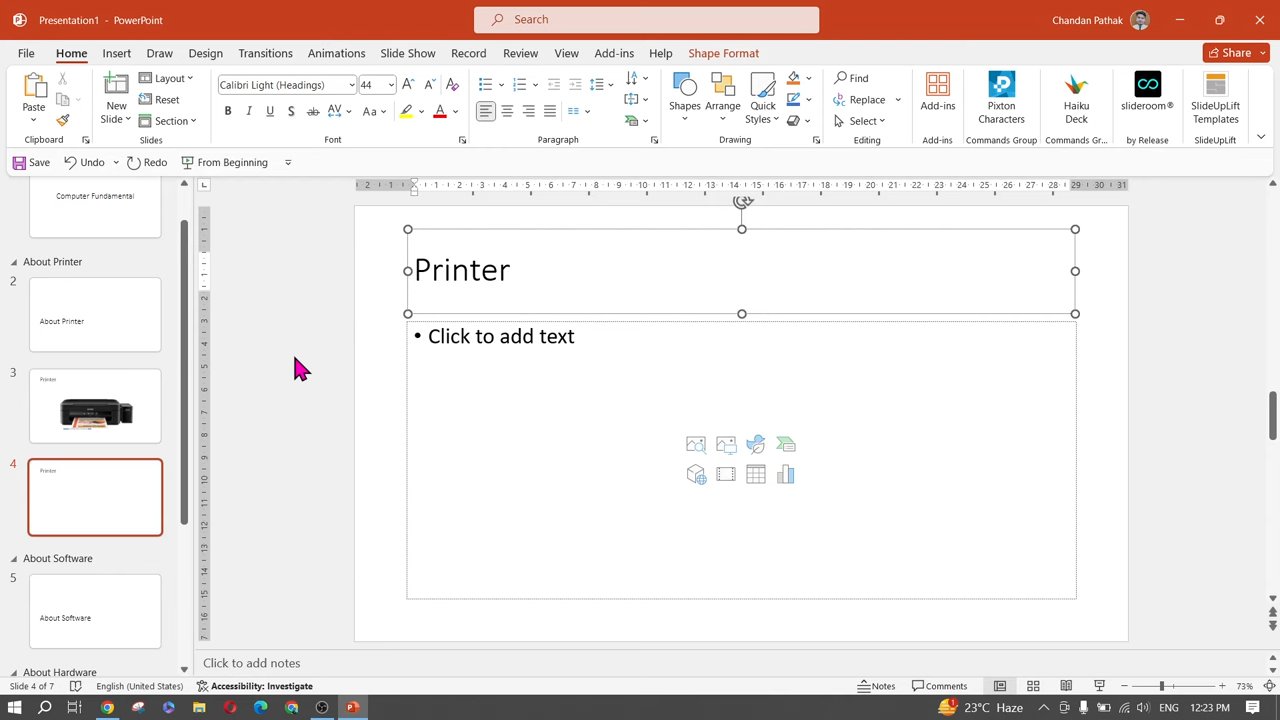 Presentation1 - PowerPoint
Search
Chandan Pathak
File Home Insert Draw Design Transitions Animations Slide Show Record Review View Add-ins Help Shape Format
Share
Paste
Clipboard
New
Slide
Layout
Reset
Section
Slides
Calibri Light (Headings) 44
Font
Paragraph
Shapes
Arrange
Quick
Styles
Drawing
Find
Replace
Select
Editing
Add-ins
Add-ins
Pixton
Characters
Commands Group
Haiku
Deck
Commands Gr...
slideroom®
by Release
SlideUpLift
Templates
SlideUpLift
Save Undo Redo From Beginning
Computer Fundamental
About Printer
2
About Printer
3
Printer
4
Printer
About Software
5
About Software
About Hardware
Printer
• Click to add text
Click to add notes
Slide 4 of 7 English (United States) Accessibility: Investigate Notes Comments 73%
23°C Haze ENG 12:23 PM